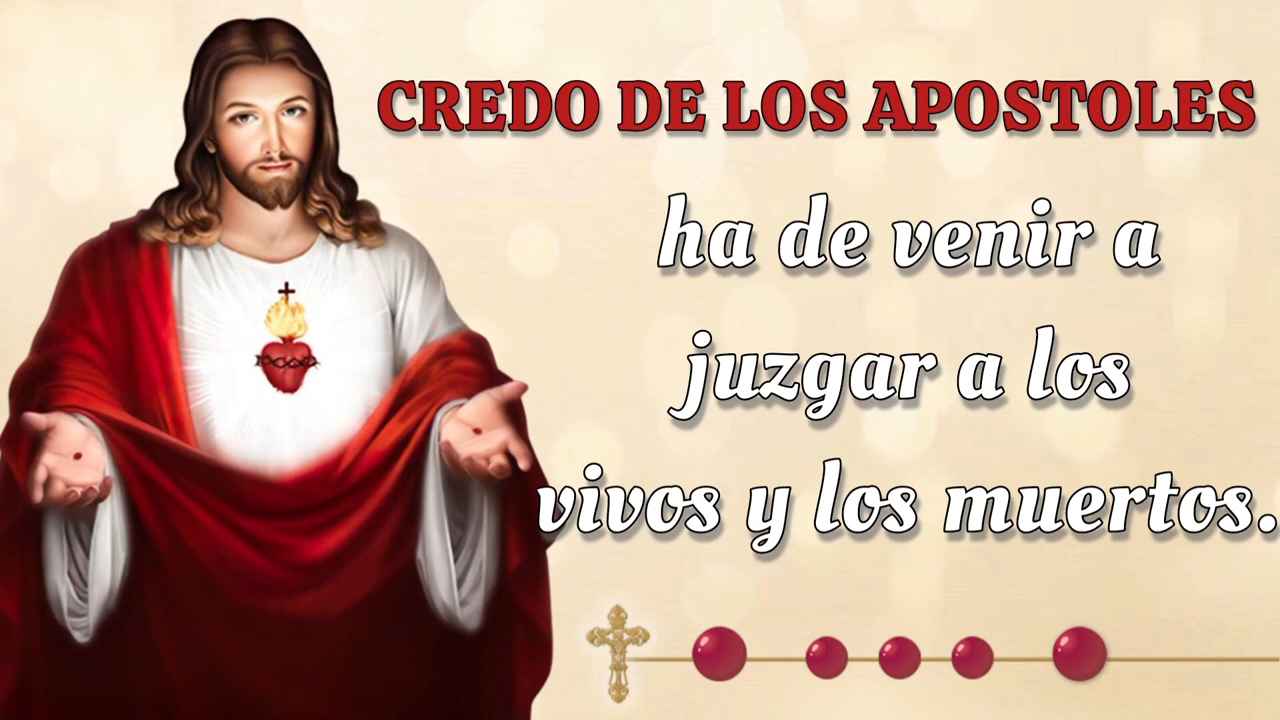 CREDO DE LOS APOSTOLES
ha de venir a
juzgar a los
vivos y los muertos.